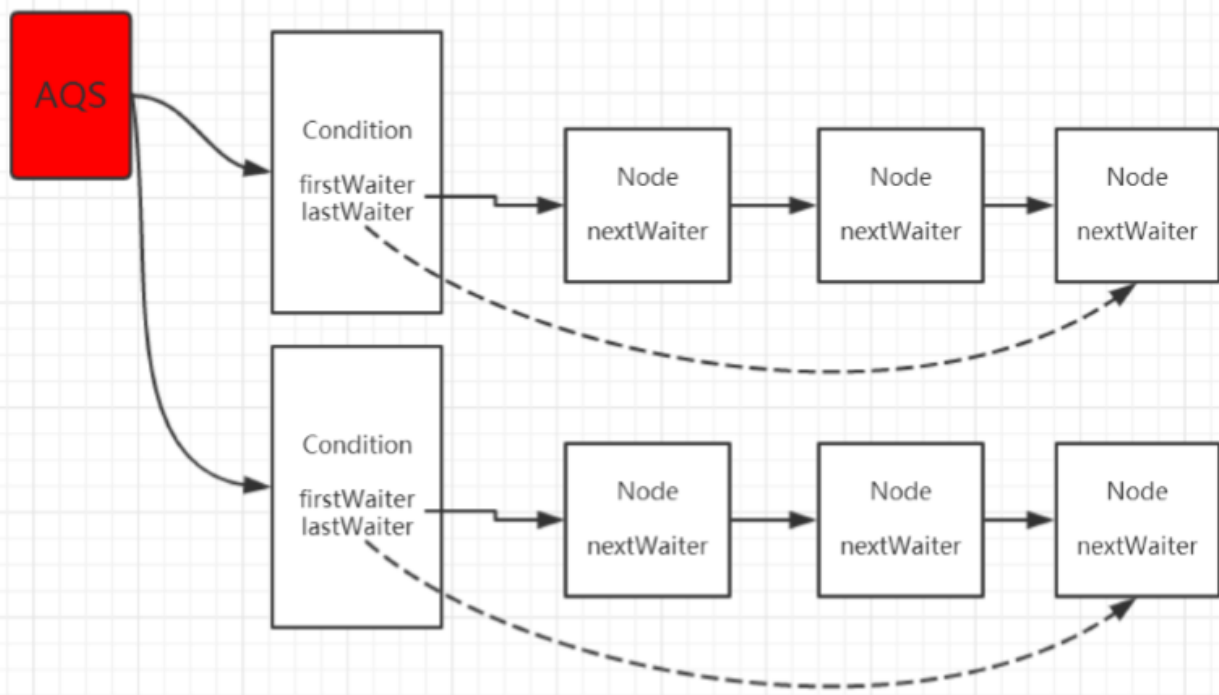 AQS
Condition
firstWaiter
lastWaiter
Node
nextWaiter
Node
nextWaiter
Node
nextWaiter
Condition
firstWaiter
lastWaiter
Node
nextWaiter
Node
nextWaiter
Node
nextWaiter